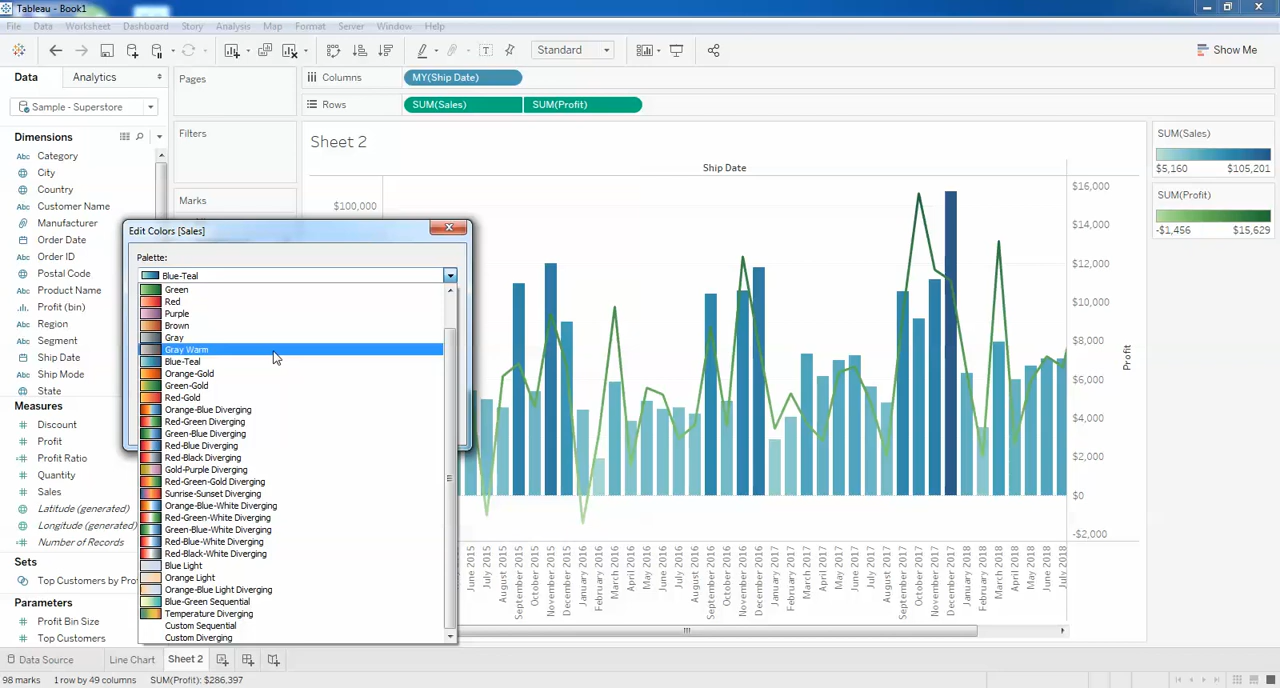 Tableau - Book1
File Data Worksheet Dashboard Story Analysis Map Format Server Window Help
Standard
Show Me
Data
Analytics
Pages
Columns
MY(Ship Date)
Sample - Superstore
Rows
SUM(Sales)
SUM(Profit)
Filters
Marks
Dimensions
Abc Category
City
Country
Abc Customer Name
Manufacturer
Order Date
Abc Order ID
Postal Code
Abc Product Name
Profit (bin)
Abc Region
Abc Segment
Ship Date
Abc Ship Mode
State
Measures
Discount
Profit
Profit Ratio
Quantity
Sales
Latitude (generated)
Longitude (generated)
Number of Records
Sets
Top Customers by Prof
Parameters
Profit Bin Size
Top Customers
Edit Colors [Sales]
Palette:
Blue-Teal
Green
Red
Purple
Brown
Gray
Gray Warm
Blue-Teal
Orange-Gold
Green-Gold
Red-Gold
Orange-Blue Diverging
Red-Green Diverging
Green-Blue Diverging
Red-Blue Diverging
Red-Black Diverging
Gold-Purple Diverging
Red-Green-Gold Diverging
Sunrise-Sunset Diverging
Orange-Blue-White Diverging
Red-Green-White Diverging
Green-Blue-White Diverging
Red-Blue-White Diverging
Red-Black-White Diverging
Blue Light
Orange Light
Orange-Blue Light Diverging
Blue-Green Sequential
Temperature Diverging
Custom Sequential
Custom Diverging
Sheet 2
Ship Date
$100,000
$16,000
$14,000
$12,000
$10,000
$8,000
$6,000
$4,000
$2,000
$0
-$2,000
Profit
June 2015
July 2015
August 2015
September 2015
October 2015
November 2015
December 2015
January 2016
February 2016
March 2016
April 2016
May 2016
June 2016
July 2016
August 2016
September 2016
October 2016
November 2016
December 2016
January 2017
February 2017
March 2017
April 2017
May 2017
June 2017
July 2017
August 2017
September 2017
October 2017
November 2017
December 2017
January 2018
February 2018
March 2018
April 2018
May 2018
June 2018
July 2018
SUM(Sales)
$5,160 $105,201
SUM(Profit)
-$1,456 $15,629
Data Source
Line Chart
Sheet 2
98 marks 1 row by 49 columns SUM(Profit): $286,397